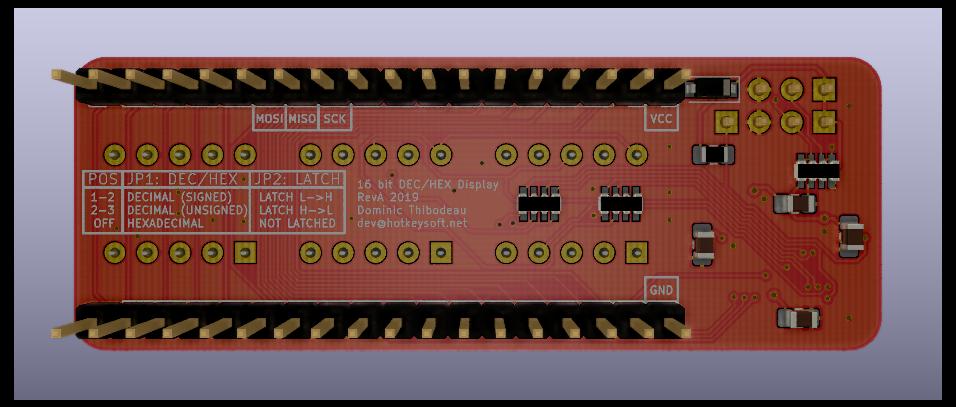 MOSI MISO SCK VCC
POS JP1: DEC/HEX JP2: LATCH
1-2 DECIMAL (SIGNED) LATCH L->H
2-3 DECIMAL (UNSIGNED) LATCH H->L
OFF HEXADECIMAL NOT LATCHED
16 bit DEC/HEX Display
RevA 2019
Dominic Thibodeau
dev@hotkeysoft.net
GND